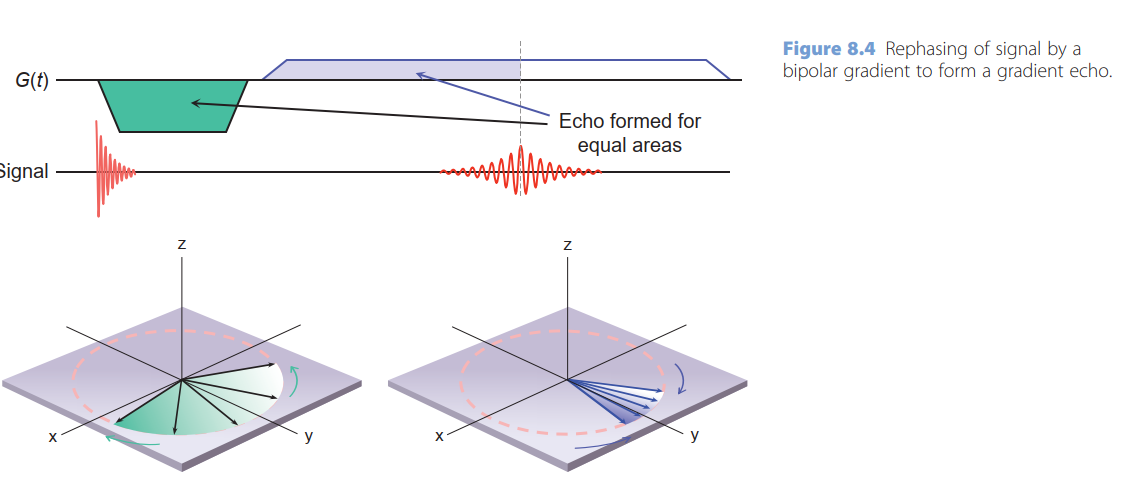 Figure 8.4 Rephasing of signal by a
bipolar gradient to form a gradient echo.
G(t)
Echo formed for
equal areas
Signal
z
x
y
z
x
y